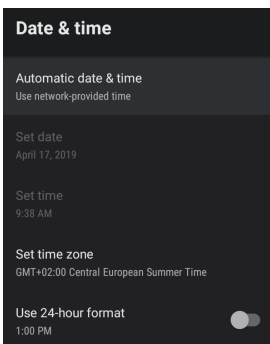 Date & time
Automatic date & time
Use network-provided time
Set date
April 17, 2019
Set time
9:38 AM
Set time zone
GMT+02:00 Central European Summer Time
Use 24-hour format
1:00 PM